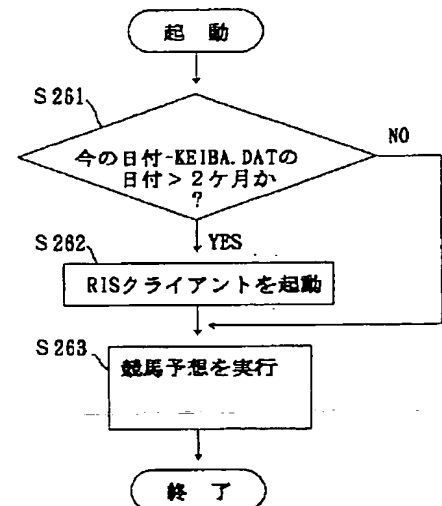 起 動
S261
NO
今の日付-KEIBA.DATの
日付＞2ケ月か
?
S262
YES
RISクライアントを起動
S263
競馬予想を実行
終 了